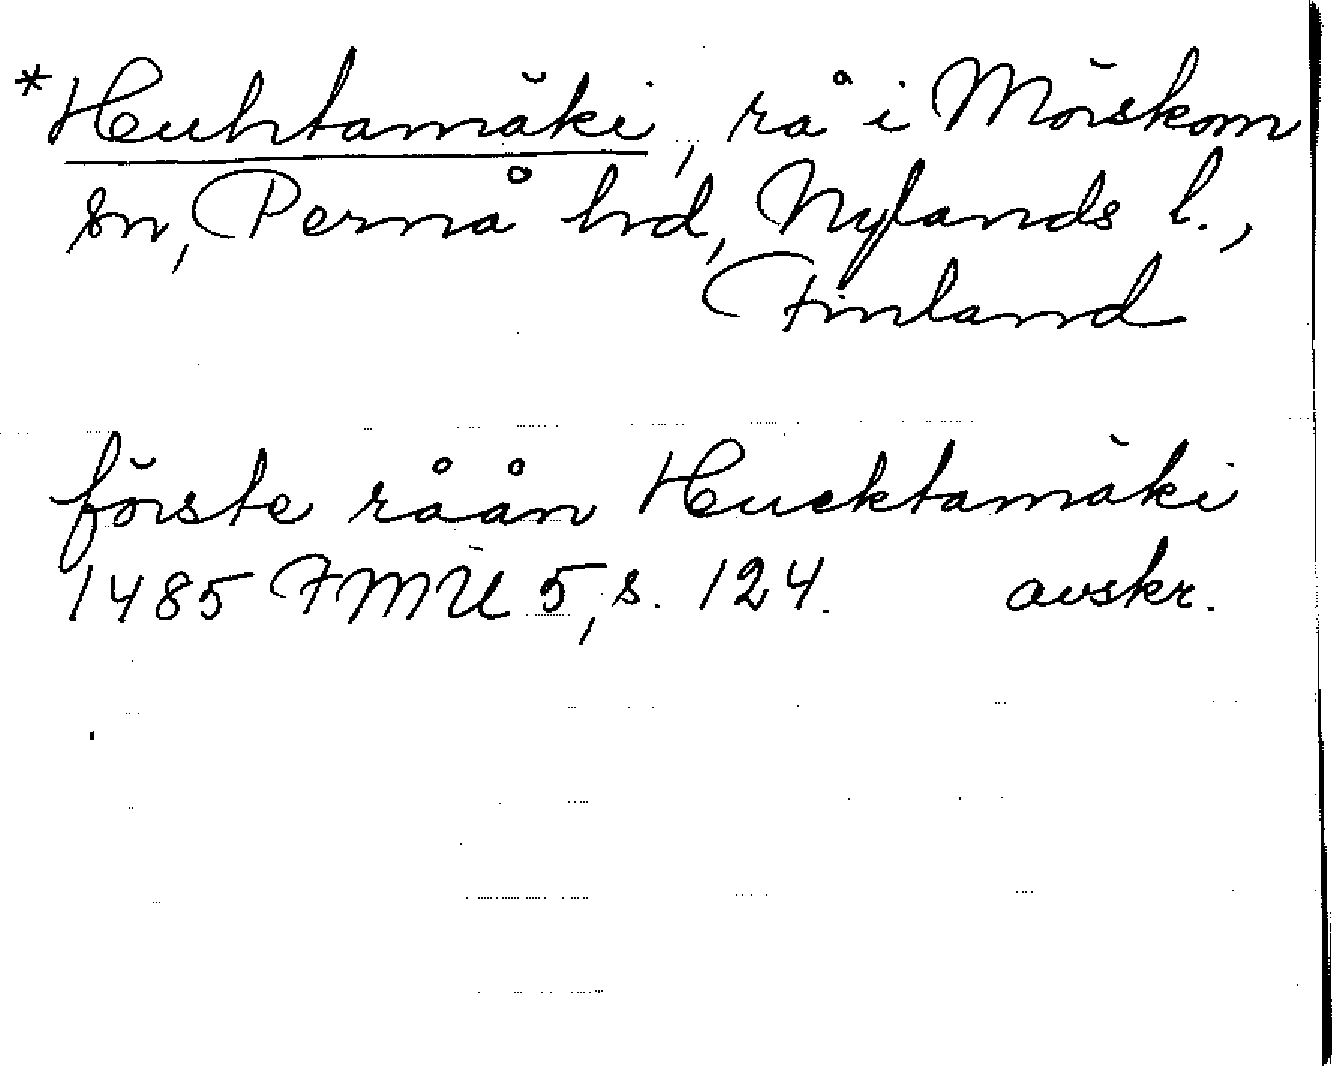 *Huhtamäki, rå i Mörskom
sn, Pernå hd, Nylands l.,
Finland
förste råån Hucktamäki
1485 FMU 5, s. 124. avskr.